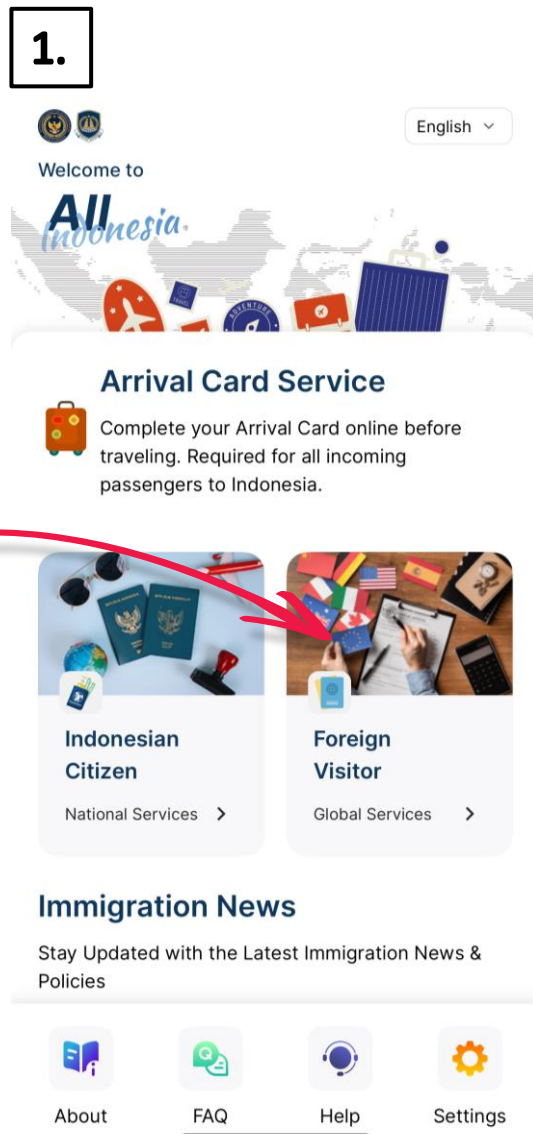 1.
English
Welcome to
All
Indonesia
TRAVEL
ADVENTURE
Arrival Card Service
Complete your Arrival Card online before
traveling. Required for all incoming
passengers to Indonesia.
Indonesian
Citizen
National Services
Foreign
Visitor
Global Services
Immigration News
Stay Updated with the Latest Immigration News &
Policies
About
FAQ
Help
Settings